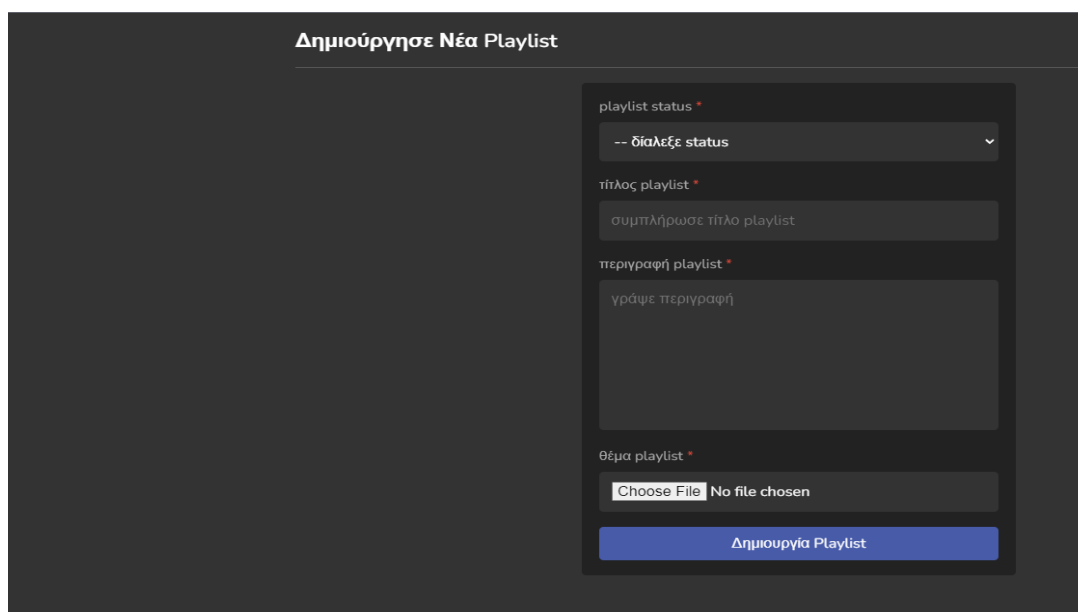 Δημιούργησε Νέα Playlist
playlist status *
-- δίαλεξε status
τίτλος playlist *
συμπλήρωσε τίτλο playlist
περιγραφή playlist *
γράψε περιγραφή
θέμα playlist *
Choose File No file chosen
Δημιουργία Playlist